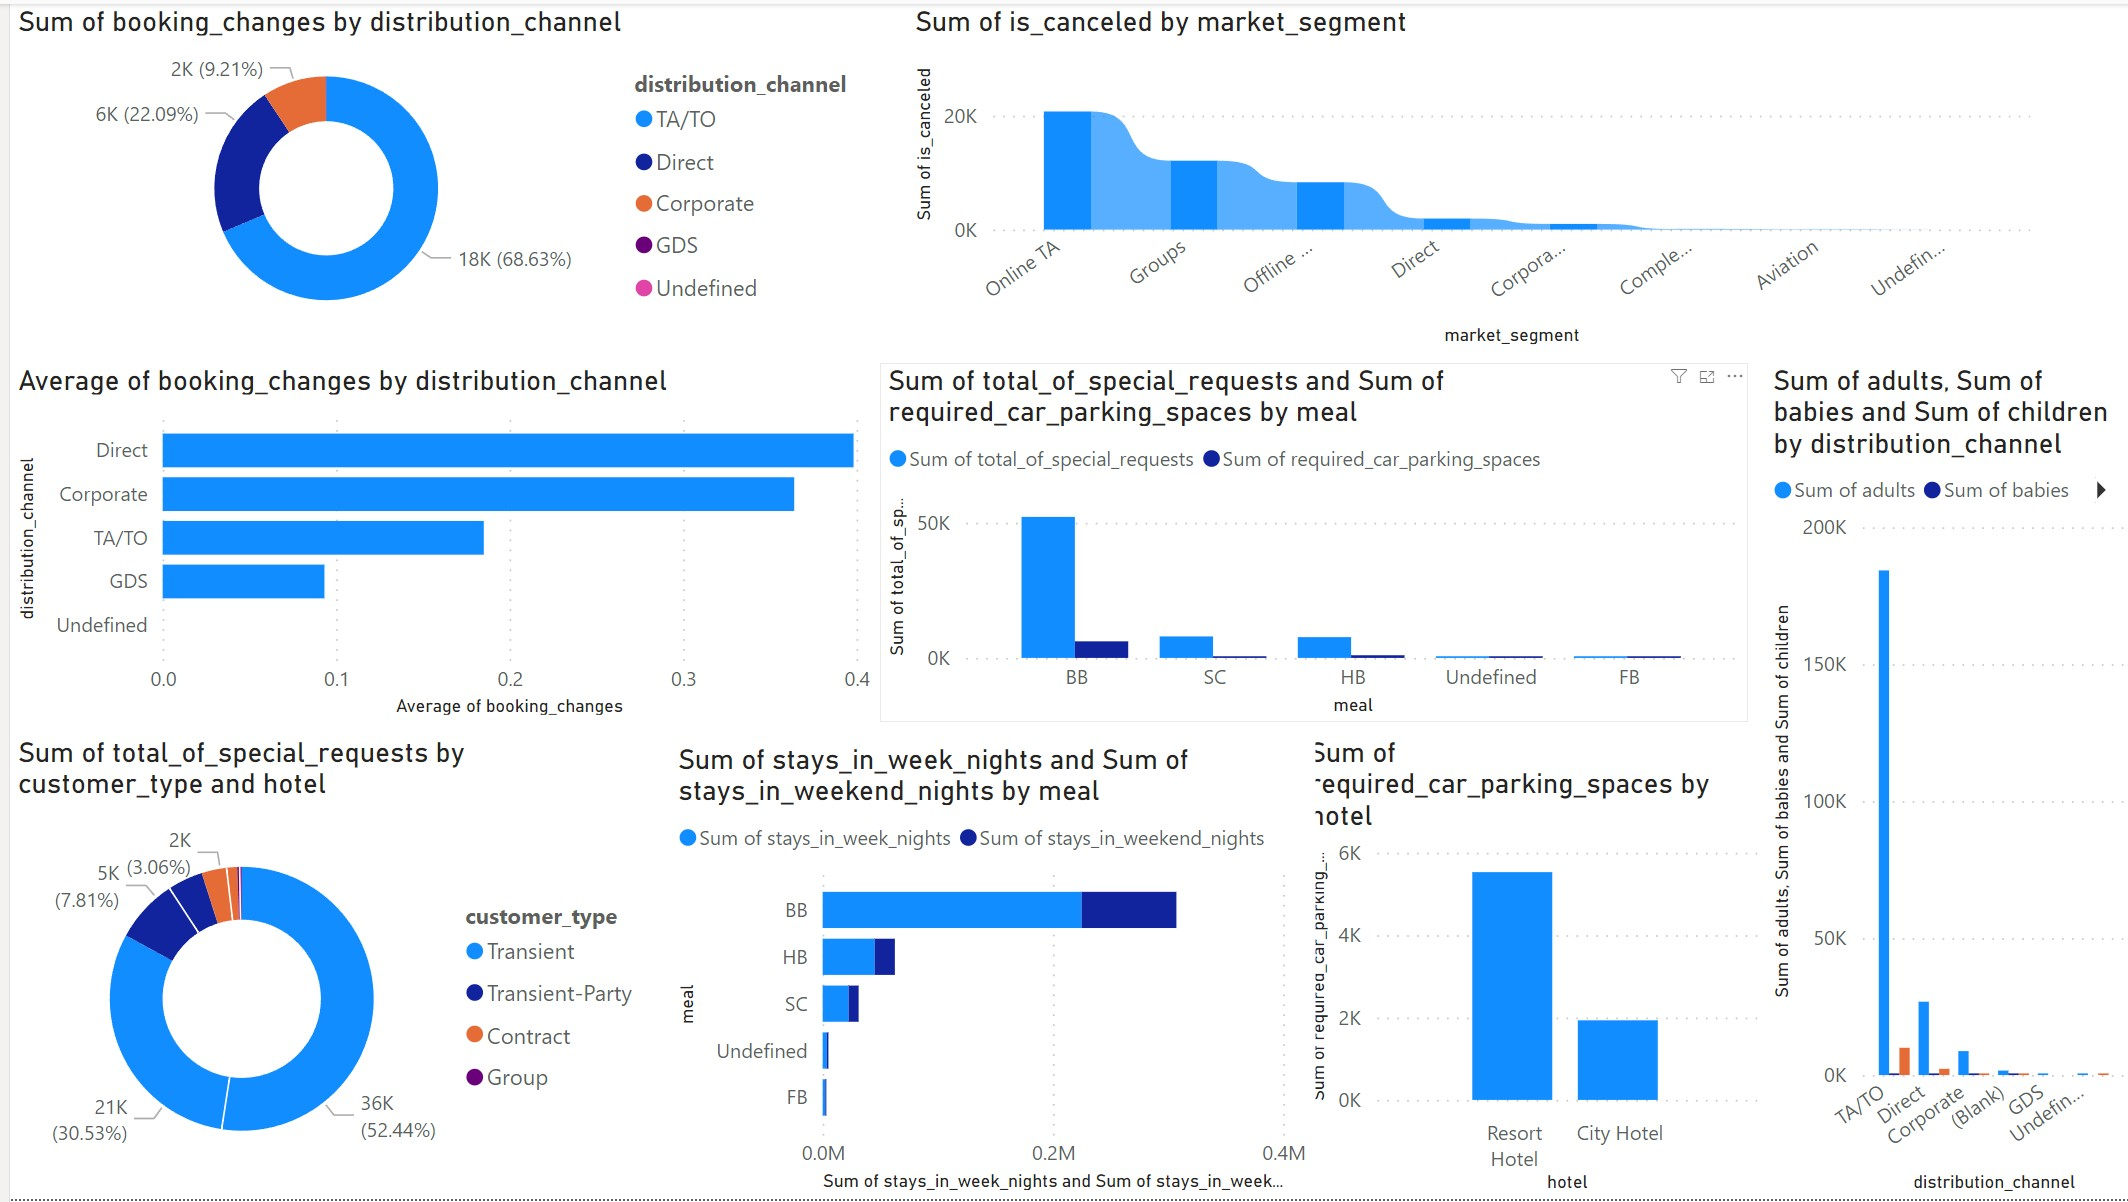 Sum of booking_changes by distribution_channel
2K (9.21%)
6K (22.09%)
18K (68.63%)
distribution_channel
TA/TO
Direct
Corporate
GDS
Undefined
Sum of is_canceled by market_segment
Sum of is_canceled
20K
0K
Online TA
Groups
Offline ...
Direct
Corpora...
Comple...
Aviation
Undefin...
market_segment
Average of booking_changes by distribution_channel
distribution_channel
Direct
Corporate
TA/TO
GDS
Undefined
0.0 0.1 0.2 0.3 0.4
Average of booking_changes
Sum of total_of_special_requests and Sum of
required_car_parking_spaces by meal
Sum of total_of_special_requests Sum of required_car_parking_spaces
Sum of total_of_sp...
50K
0K
BB SC HB Undefined FB
meal
Sum of adults, Sum of
babies and Sum of children
by distribution_channel
Sum of adults Sum of babies
Sum of adults, Sum of babies and Sum of children
200K
150K
100K
50K
0K
TA/TO
Direct
Corporate
(Blank)
GDS
Undefin...
distribution_channel
Sum of total_of_special_requests by
customer_type and hotel
2K
(3.06%)
5K
(7.81%)
21K
(30.53%)
36K
(52.44%)
customer_type
Transient
Transient-Party
Contract
Group
Sum of stays_in_week_nights and Sum of
stays_in_weekend_nights by meal
Sum of stays_in_week_nights Sum of stays_in_weekend_nights
meal
BB
HB
SC
Undefined
FB
0.0M 0.2M 0.4M
Sum of stays_in_week_nights and Sum of stays_in_week...
Sum of
required_car_parking_spaces by
hotel
Sum of required_car_parking_...
6K
4K
2K
0K
Resort
Hotel
City Hotel
hotel